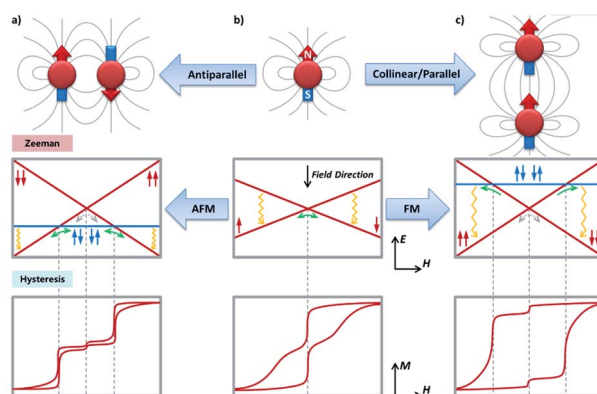 a)
b)
c)
N
S
Antiparallel
Collinear/Parallel
Zeeman
↓↓
↑↑
↑↓ ↓↑
AFM
Field Direction
↑
↓
FM
E
H
↑↓ ↓↑
↑↑
↓↓
Hysteresis
M
H